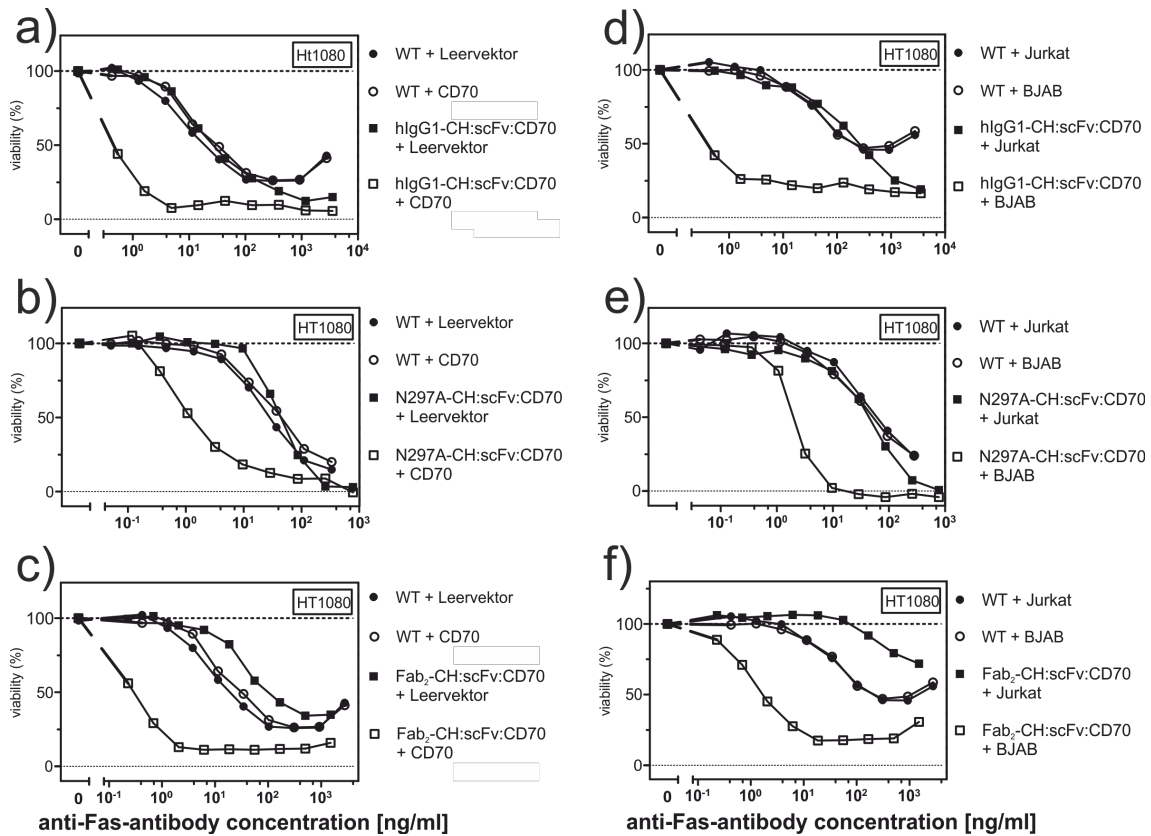 a)
Ht1080
viability (%)
100
50
0
0
10⁰
10¹
10²
10³
10⁴
WT + Leervektor
WT + CD70
hIgG1-CH:scFv:CD70
+ Leervektor
hIgG1-CH:scFv:CD70
+ CD70
d)
HT1080
viability (%)
100
50
0
0
10⁰
10¹
10²
10³
10⁴
WT + Jurkat
WT + BJAB
hIgG1-CH:scFv:CD70
+ Jurkat
hIgG1-CH:scFv:CD70
+ BJAB
b)
HT1080
viability (%)
100
50
0
0
10⁻¹
10⁰
10¹
10²
10³
WT + Leervektor
WT + CD70
N297A-CH:scFv:CD70
+ Leervektor
N297A-CH:scFv:CD70
+ CD70
e)
HT1080
viability (%)
100
50
0
0
10⁻¹
10⁰
10¹
10²
10³
WT + Jurkat
WT + BJAB
N297A-CH:scFv:CD70
+ Jurkat
N297A-CH:scFv:CD70
+ BJAB
c)
HT1080
viability (%)
100
50
0
0
10⁻¹
10⁰
10¹
10²
10³
WT + Leervektor
WT + CD70
Fab₂-CH:scFv:CD70
+ Leervektor
Fab₂-CH:scFv:CD70
+ CD70
anti-Fas-antibody concentration [ng/ml]
f)
HT1080
viability (%)
100
50
0
0
10⁻¹
10⁰
10¹
10²
10³
WT + Jurkat
WT + BJAB
Fab₂-CH:scFv:CD70
+ Jurkat
Fab₂-CH:scFv:CD70
+ BJAB
anti-Fas-antibody concentration [ng/ml]